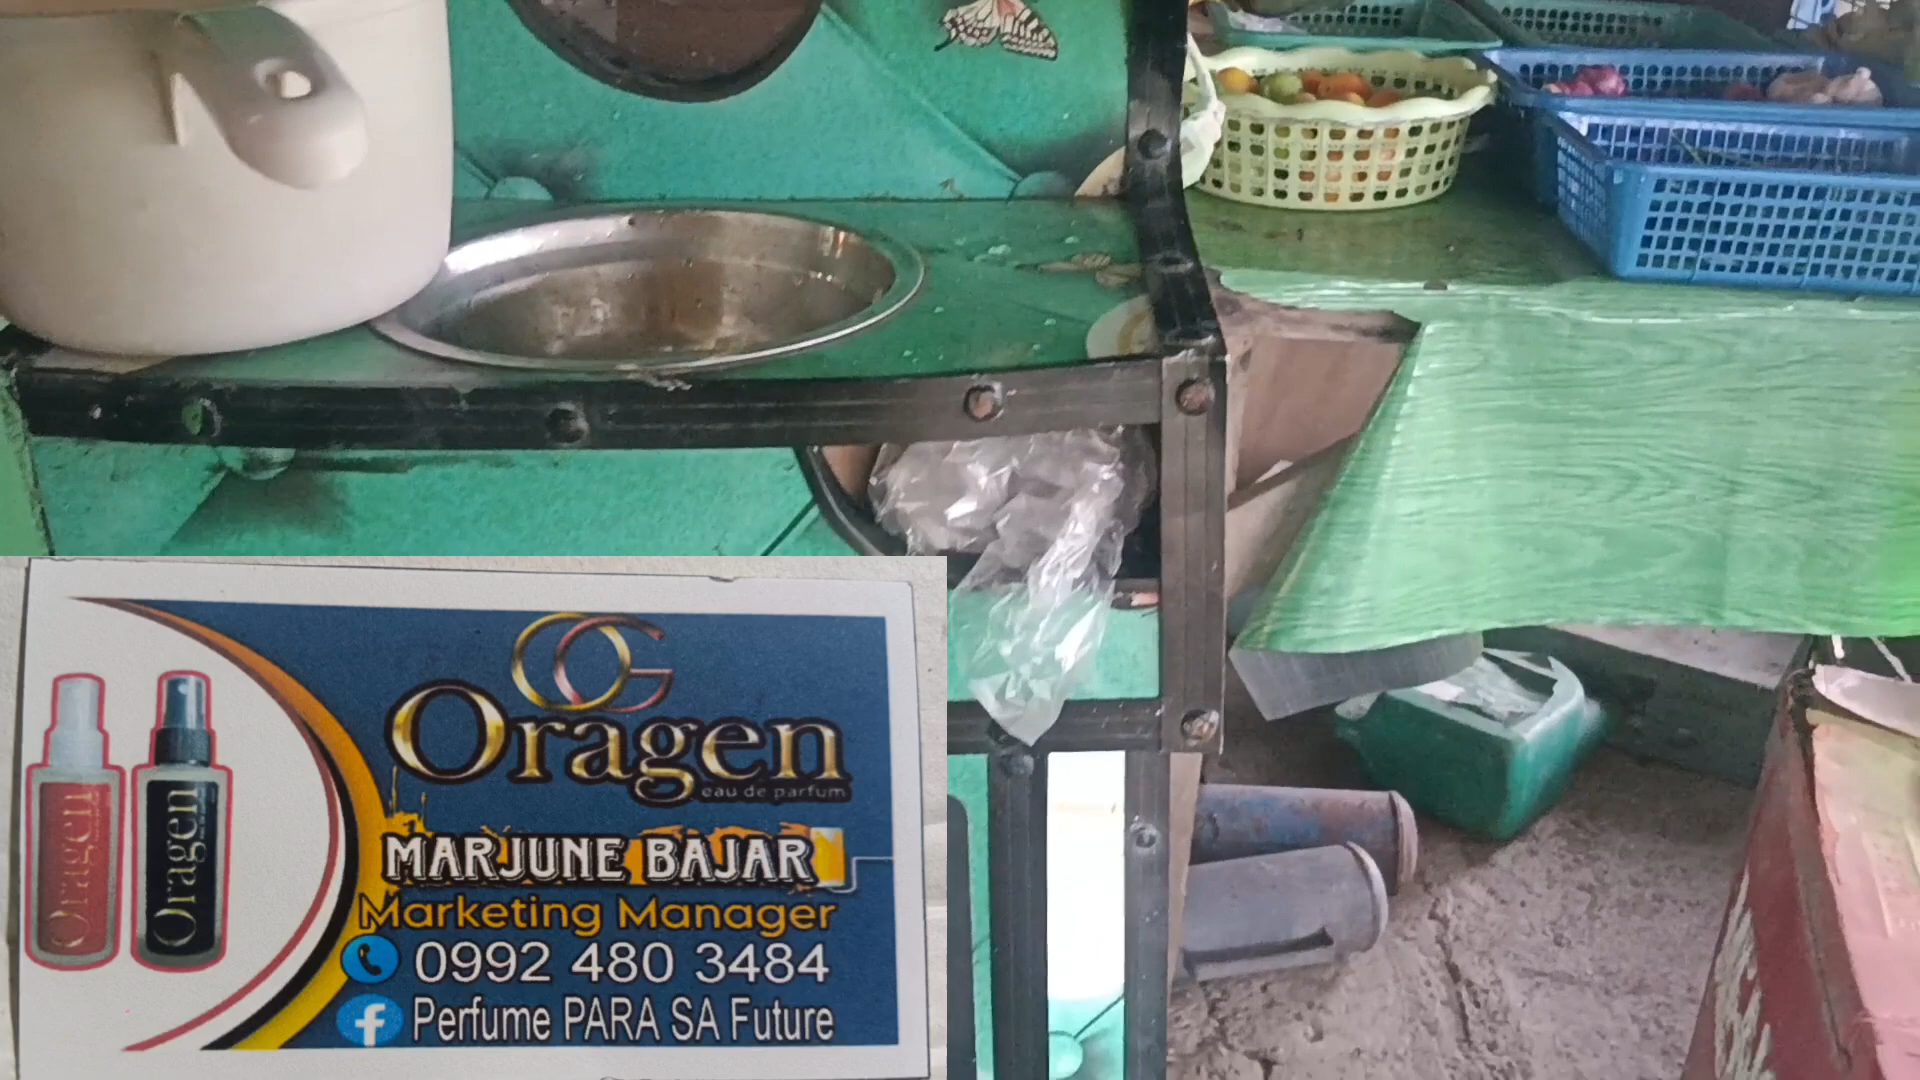 OG
Oragen
eau de parfum
MARJUNE BAJAR
Marketing Manager
0992 480 3484
Perfume PARA SA Future
Oragen
Oragen